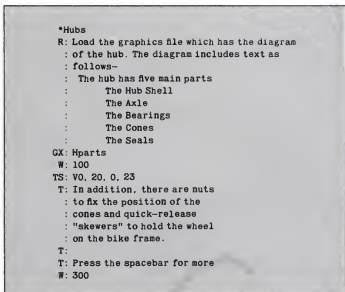 *Hubs
R: Load the graphics file which has the diagram
: of the hub. The diagram includes text as
: follows–
: The hub has five main parts
: The Hub Shell
: The Axle
: The Bearings
: The Cones
: The Seals
GX: Hparts
W: 100
TS: V0, 20, 0, 23
T: In addition, there are nuts
: to fix the position of the
: cones and quick–release
: "skewers" to hold the wheel
: on the bike frame.
T:
T: Press the spacebar for more
W: 300